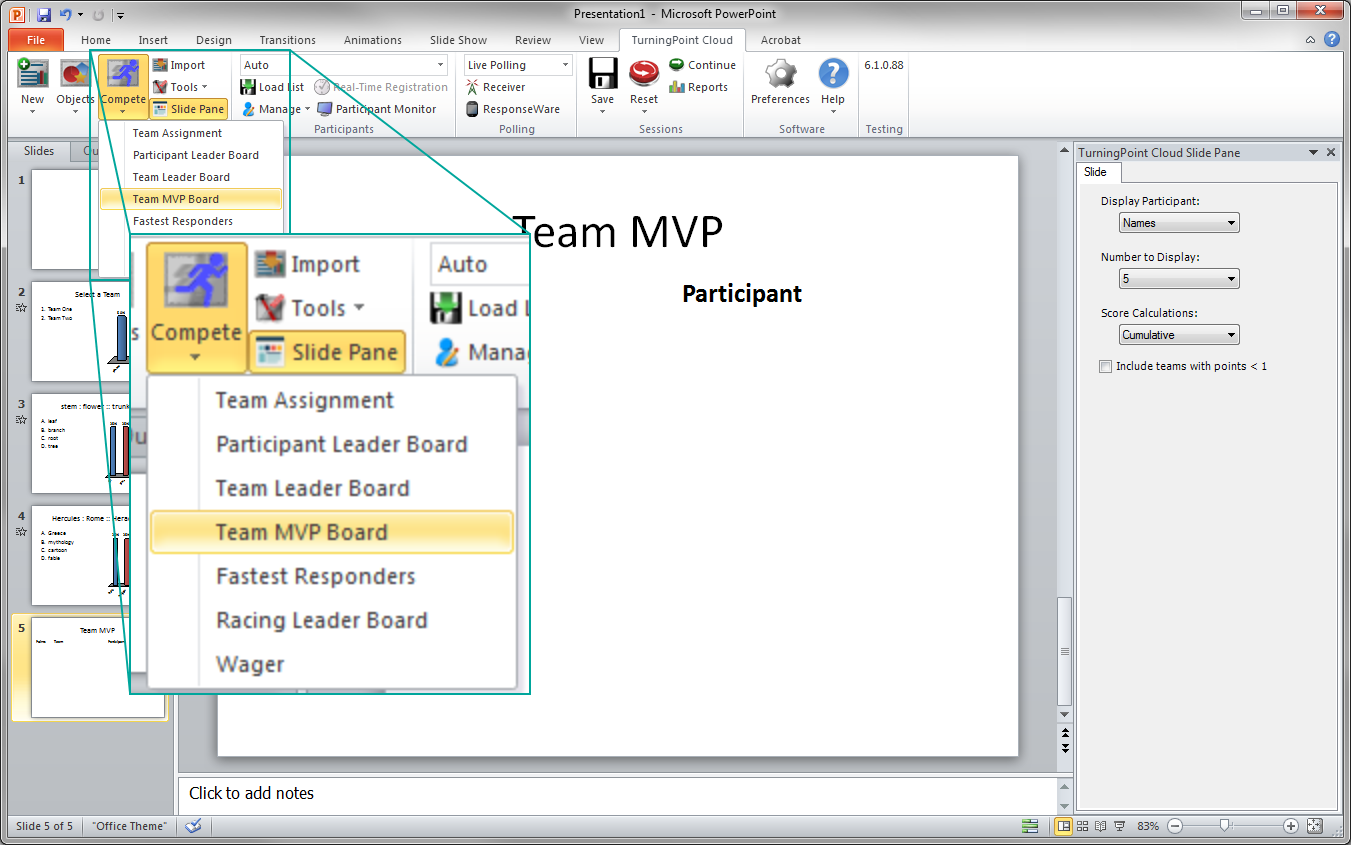 Presentation1 - Microsoft PowerPoint
File Home Insert Design Transitions Animations Slide Show Review View TurningPoint Cloud Acrobat
New Objects Compete Import Tools Slide Pane
Auto Load List Real-Time Registration Manage Participant Monitor
Participants
Live Polling Receiver ResponseWare
Polling
Save Reset Continue Reports
Sessions
Preferences Help
Software
6.1.0.88
Testing
Team Assignment
Participant Leader Board
Team Leader Board
Team MVP Board
Fastest Responders
Slides Ou
1
2
Select a Team
1. Team One
2. Team Two
3
stem : flower :: trunk
A. leaf
B. branch
C. root
D. tree
4
Hercules : Rome :: Herac
A. Greece
B. mythology
C. cartoon
D. fable
5
Team MVP
Points Team Participant
Compete
Import
Tools
Slide Pane
Auto
Load L
Mana
Team Assignment
Participant Leader Board
Team Leader Board
Team MVP Board
Fastest Responders
Racing Leader Board
Wager
Team MVP
Participant
TurningPoint Cloud Slide Pane
Slide
Display Participant:
Names
Number to Display:
5
Score Calculations:
Cumulative
Include teams with points < 1
Click to add notes
Slide 5 of 5
"Office Theme"
83%